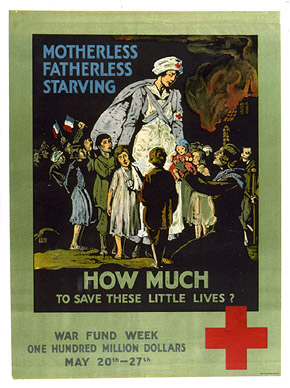 MOTHERLESS
FATHERLESS
STARVING
HOW MUCH
TO SAVE THESE LITTLE LIVES?
WAR FUND WEEK
ONE HUNDRED MILLION DOLLARS
MAY 20TH-27TH